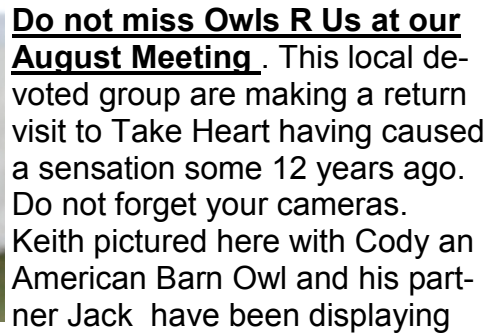 Do not miss Owls R Us at our
August Meeting . This local de-
voted group are making a return
visit to Take Heart having caused
a sensation some 12 years ago.
Do not forget your cameras.
Keith pictured here with Cody an
American Barn Owl and his part-
ner Jack  have been displaying